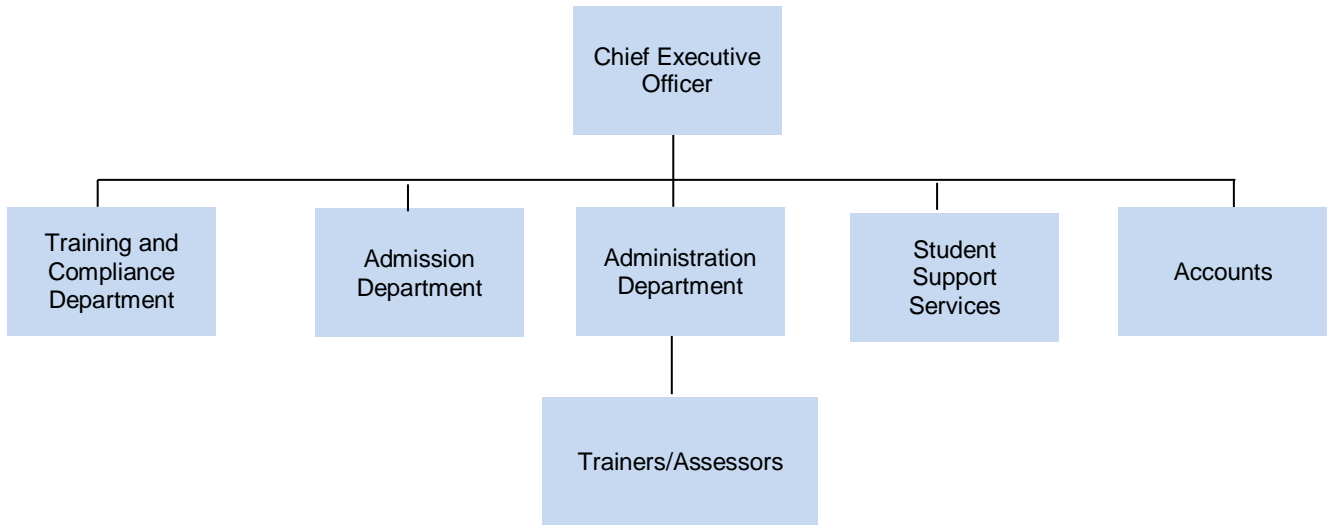 Chief Executive
Officer
Training and
Compliance
Department
Admission
Department
Administration
Department
Student
Support
Services
Accounts
Trainers/Assessors